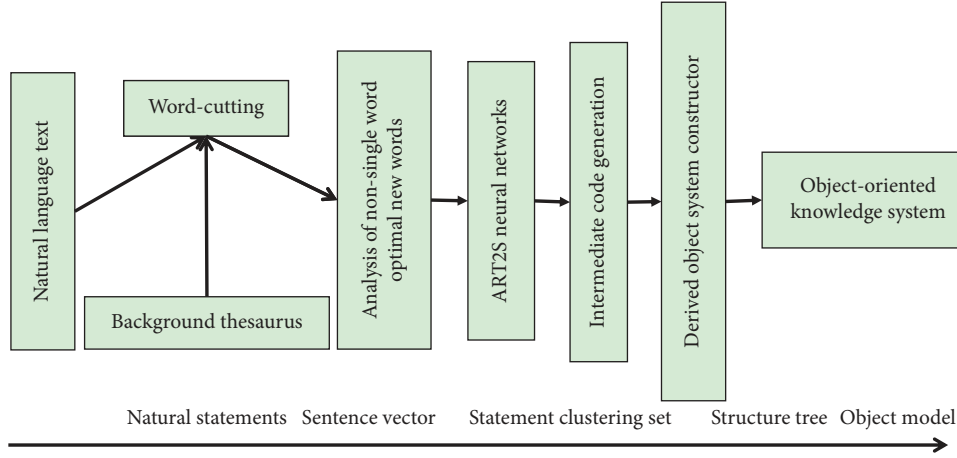 Natural language text
Word-cutting
Background thesaurus
Analysis of non-single word
optimal new words
ART2S neural networks
Intermediate code generation
Derived object system constructor
Object-oriented
knowledge system
Natural statements
Sentence vector
Statement clustering set
Structure tree
Object model